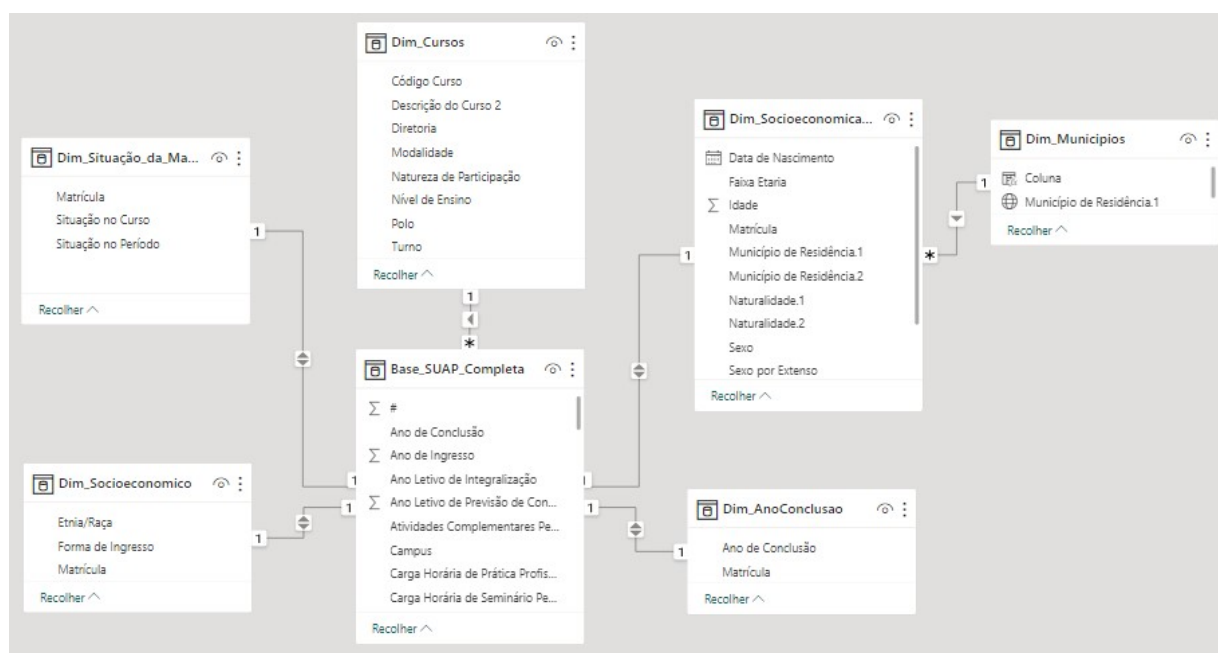 Dim_Cursos
Código Curso
Descrição do Curso 2
Diretoria
Modalidade
Natureza de Participação
Nível de Ensino
Polo
Turno
Recolher
Dim_Situação_da_Ma...
Matrícula
Situação no Curso
Situação no Período
Recolher
Dim_Socioeconomica...
Data de Nascimento
Faixa Etaria
Σ Idade
Matrícula
Município de Residência.1
Município de Residência.2
Naturalidade.1
Naturalidade.2
Sexo
Sexo por Extenso
Recolher
Dim_Municipios
Coluna
Município de Residência.1
Recolher
1
1
*
1
1
*
Base_SUAP_Completa
Σ #
Ano de Conclusão
Σ Ano de Ingresso
Ano Letivo de Integralização
Σ Ano Letivo de Previsão de Con...
Atividades Complementares Pe...
Campus
Carga Horária de Prática Profis...
Carga Horária de Seminário Pe...
Recolher
1
1
1
1
Dim_Socioeconomico
Etnia/Raça
Forma de Ingresso
Matrícula
Recolher
1
Dim_AnoConclusao
Ano de Conclusão
Matrícula
Recolher
1